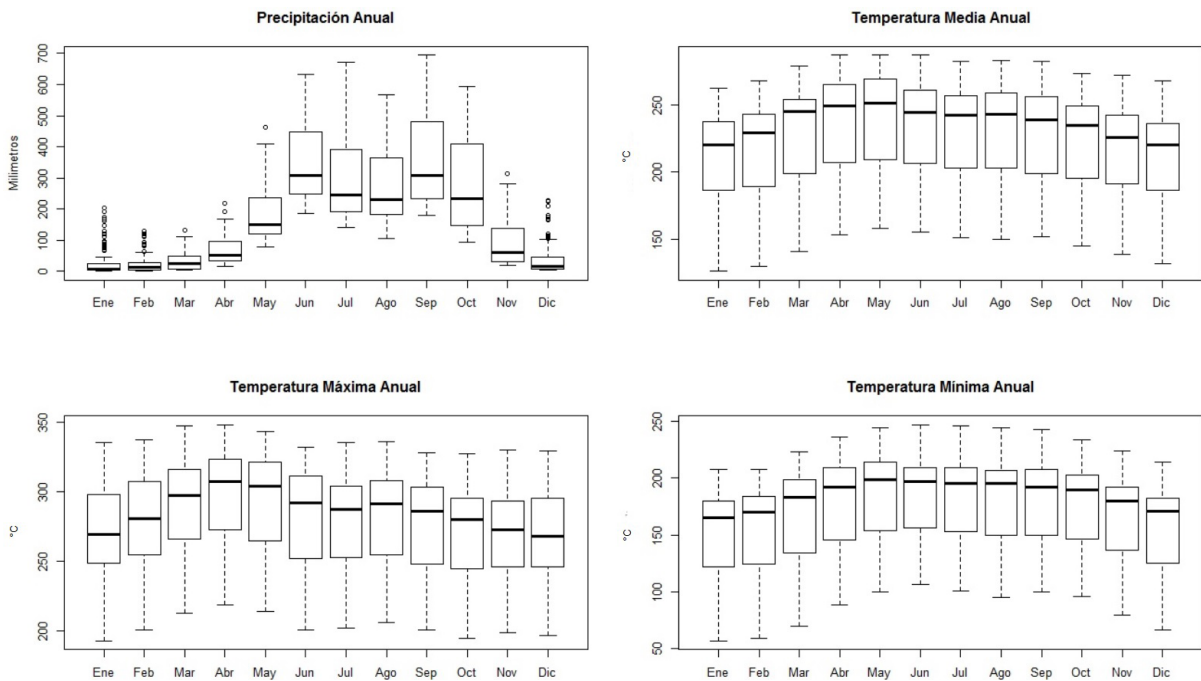 Precipitación Anual
Milímetros
700
600
500
400
300
200
100
0
Ene Feb Mar Abr May Jun Jul Ago Sep Oct Nov Dic
Temperatura Media Anual
°C
250
200
150
Ene Feb Mar Abr May Jun Jul Ago Sep Oct Nov Dic
Temperatura Máxima Anual
°C
350
300
250
200
Ene Feb Mar Abr May Jun Jul Ago Sep Oct Nov Dic
Temperatura Mínima Anual
°C
250
200
150
100
50
Ene Feb Mar Abr May Jun Jul Ago Sep Oct Nov Dic